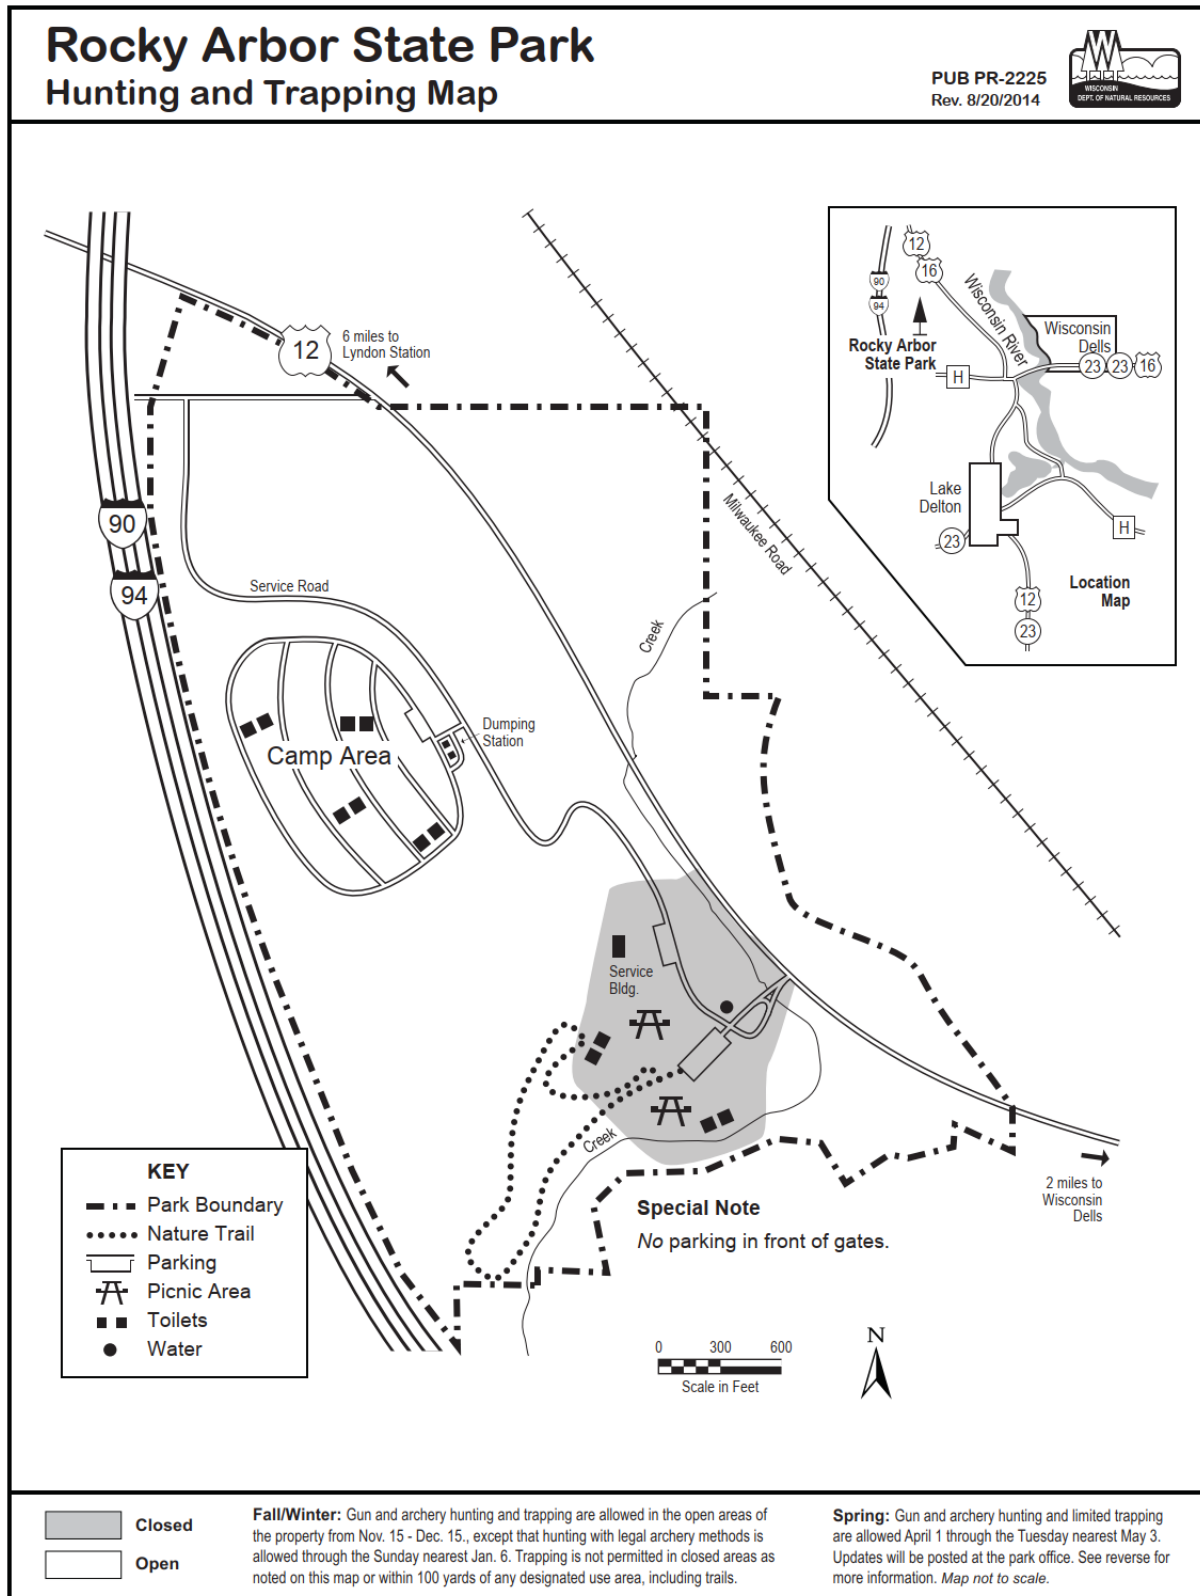 Rocky Arbor State Park
Hunting and Trapping Map
PUB PR-2225
Rev. 8/20/2014
WISCONSIN
DEPT. OF NATURAL RESOURCES
12
6 miles to
Lyndon Station
90
94
Service Road
Camp Area
Dumping
Station
Creek
Milwaukee Road
Service
Bldg.
Creek
2 miles to
Wisconsin
Dells
12
16
90
94
Wisconsin River
Rocky Arbor
State Park
H
Wisconsin
Dells
23
23
16
Lake
Delton
23
H
12
23
Location
Map
KEY
Park Boundary
Nature Trail
Parking
Picnic Area
Toilets
Water
Special Note
No parking in front of gates.
0 300 600
Scale in Feet
N
Closed
Open
Fall/Winter: Gun and archery hunting and trapping are allowed in the open areas of
the property from Nov. 15 - Dec. 15., except that hunting with legal archery methods is
allowed through the Sunday nearest Jan. 6. Trapping is not permitted in closed areas as
noted on this map or within 100 yards of any designated use area, including trails.
Spring: Gun and archery hunting and limited trapping
are allowed April 1 through the Tuesday nearest May 3.
Updates will be posted at the park office. See reverse for
more information. Map not to scale.